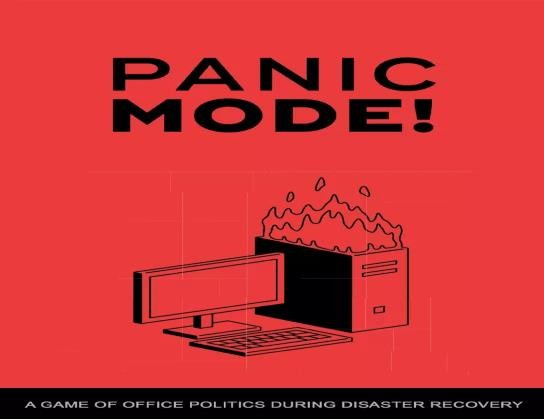 PANIC
MODE!
A GAME OF OFFICE POLITICS DURING DISASTER RECOVERY